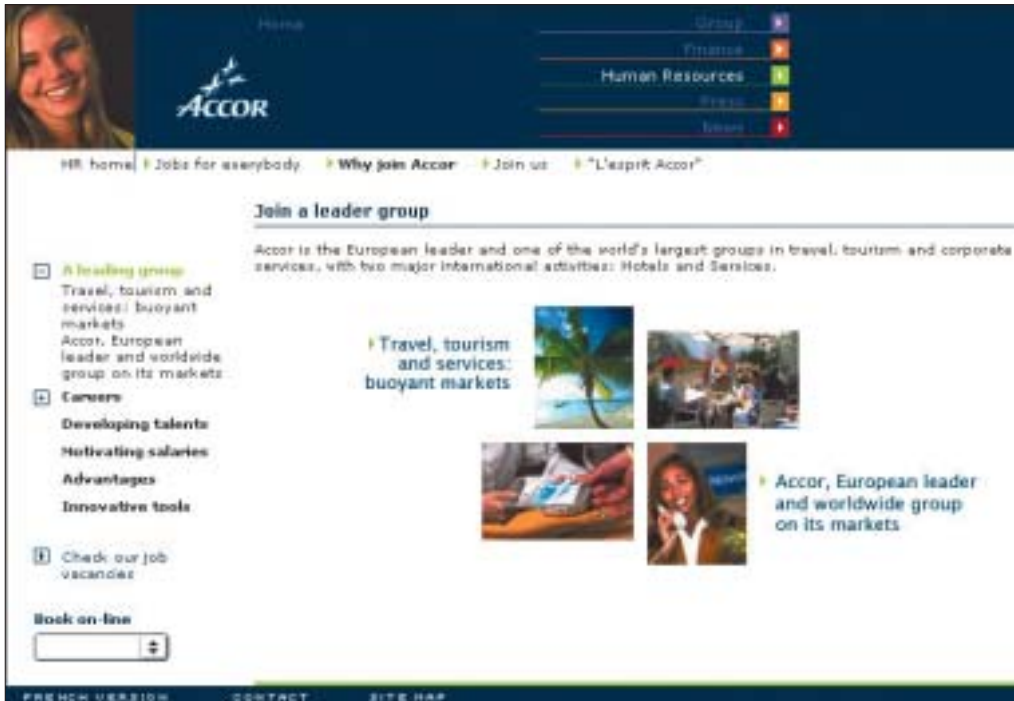 Home
Group
Finance
Human Resources
Press
News
ACCOR
HR home Jobs for everybody Why join Accor Join us "L'esprit Accor"
Join a leader group
Accor is the European leader and one of the world's largest groups in travel, tourism and corporate
services, with two major international activities: Hotels and Services.
A leading group
Travel, tourism and
services: buoyant
markets
Accor, European
leader and worldwide
group on its markets
Careers
Developing talents
Motivating salaries
Advantages
Innovative tools
Check our job
vacancies
Book on-line
Travel, tourism
and services:
buoyant markets
Accor, European leader
and worldwide group
on its markets
FRENCH VERSION CONTACT SITE MAP